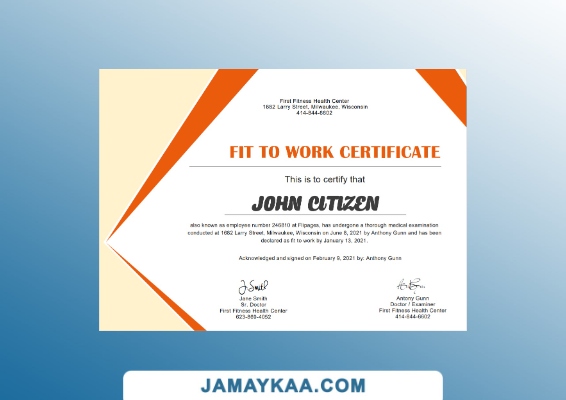 First Fitness Health Center
1682 Larry Street, Milwaukee, Wisconsin
414-844-6602
FIT TO WORK CERTIFICATE
This is to certify that
JOHN CITIZEN
also known as employee number 246810 at Flipages, has undergone a thorough medical examination
conducted at 1682 Larry Street, Milwaukee, Wisconsin on June 8, 2021 by Anthony Gunn and has been
declared as fit to work by January 13, 2021.
Acknowledged and signed on February 9, 2021 by: Anthony Gunn
J Smith
Jane Smith
Sr. Doctor
First Fitness Health Center
623-869-4052
Antony Gunn
Doctor / Examiner
First Fitness Health Center
414-844-6602
JAMAYKAA.COM